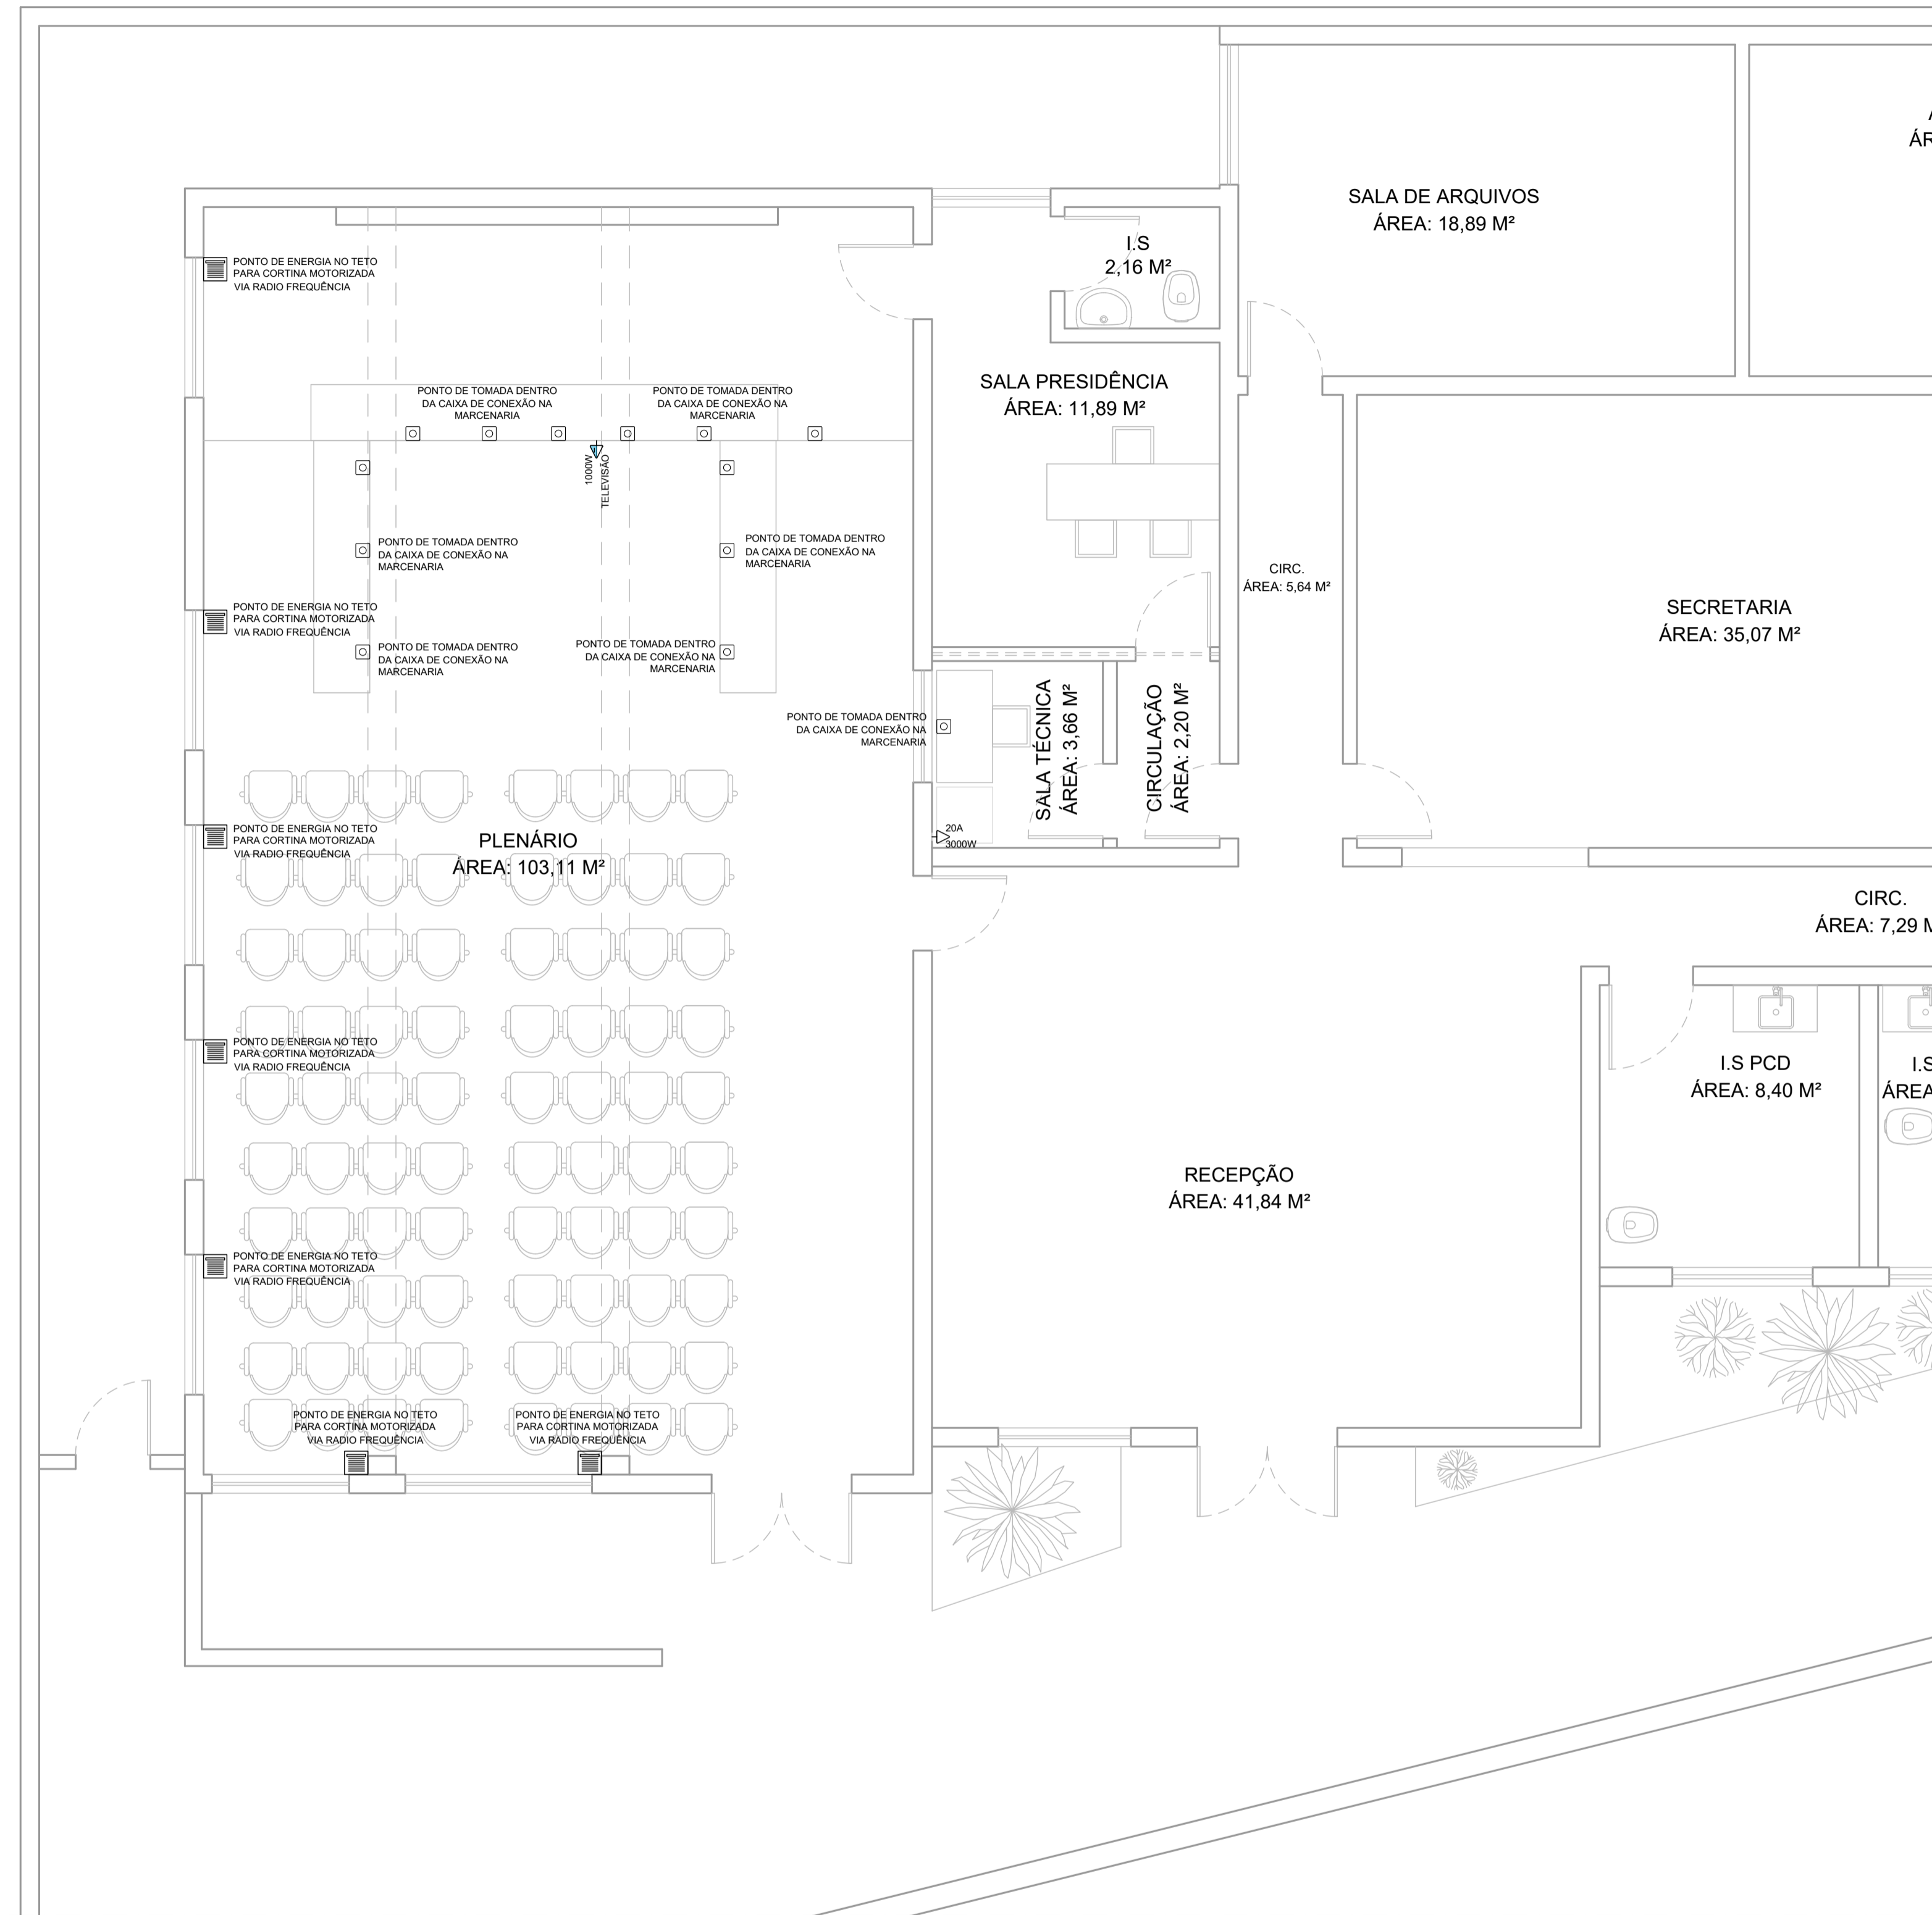 SALA DE ARQUIVOS
ÁREA: 18,89 M²
I.S
2,16 M²
PONTO DE ENERGIA NO TETO
PARA CORTINA MOTORIZADA
VIA RADIO FREQUÊNCIA
SALA PRESIDÊNCIA
ÁREA: 11,89 M²
PONTO DE TOMADA DENTRO
DA CAIXA DE CONEXÃO NA
MARCENARIA
PONTO DE TOMADA DENTRO
DA CAIXA DE CONEXÃO NA
MARCENARIA
1000W
TELEVISÃO
PONTO DE TOMADA DENTRO
DA CAIXA DE CONEXÃO NA
MARCENARIA
PONTO DE TOMADA DENTRO
DA CAIXA DE CONEXÃO NA
MARCENARIA
CIRC.
ÁREA: 5,64 M²
PONTO DE ENERGIA NO TETO
PARA CORTINA MOTORIZADA
VIA RADIO FREQUÊNCIA
SECRETARIA
ÁREA: 35,07 M²
PONTO DE TOMADA DENTRO
DA CAIXA DE CONEXÃO NA
MARCENARIA
PONTO DE TOMADA DENTRO
DA CAIXA DE CONEXÃO NA
MARCENARIA
PONTO DE TOMADA DENTRO
DA CAIXA DE CONEXÃO NA
MARCENARIA
SALA TÉCNICA
ÁREA: 3,66 M²
CIRCULAÇÃO
ÁREA: 2,20 M²
PONTO DE ENERGIA NO TETO
PARA CORTINA MOTORIZADA
VIA RADIO FREQUÊNCIA
PLENÁRIO
ÁREA: 103,11 M²
20A
3000W
CIRC.
ÁREA: 7,29 M
PONTO DE ENERGIA NO TETO
PARA CORTINA MOTORIZADA
VIA RADIO FREQUÊNCIA
I.S PCD
ÁREA: 8,40 M²
I.S
ÁREA
RECEPÇÃO
ÁREA: 41,84 M²
PONTO DE ENERGIA NO TETO
PARA CORTINA MOTORIZADA
VIA RADIO FREQUÊNCIA
PONTO DE ENERGIA NO TETO
PARA CORTINA MOTORIZADA
VIA RADIO FREQUÊNCIA
PONTO DE ENERGIA NO TETO
PARA CORTINA MOTORIZADA
VIA RADIO FREQUÊNCIA